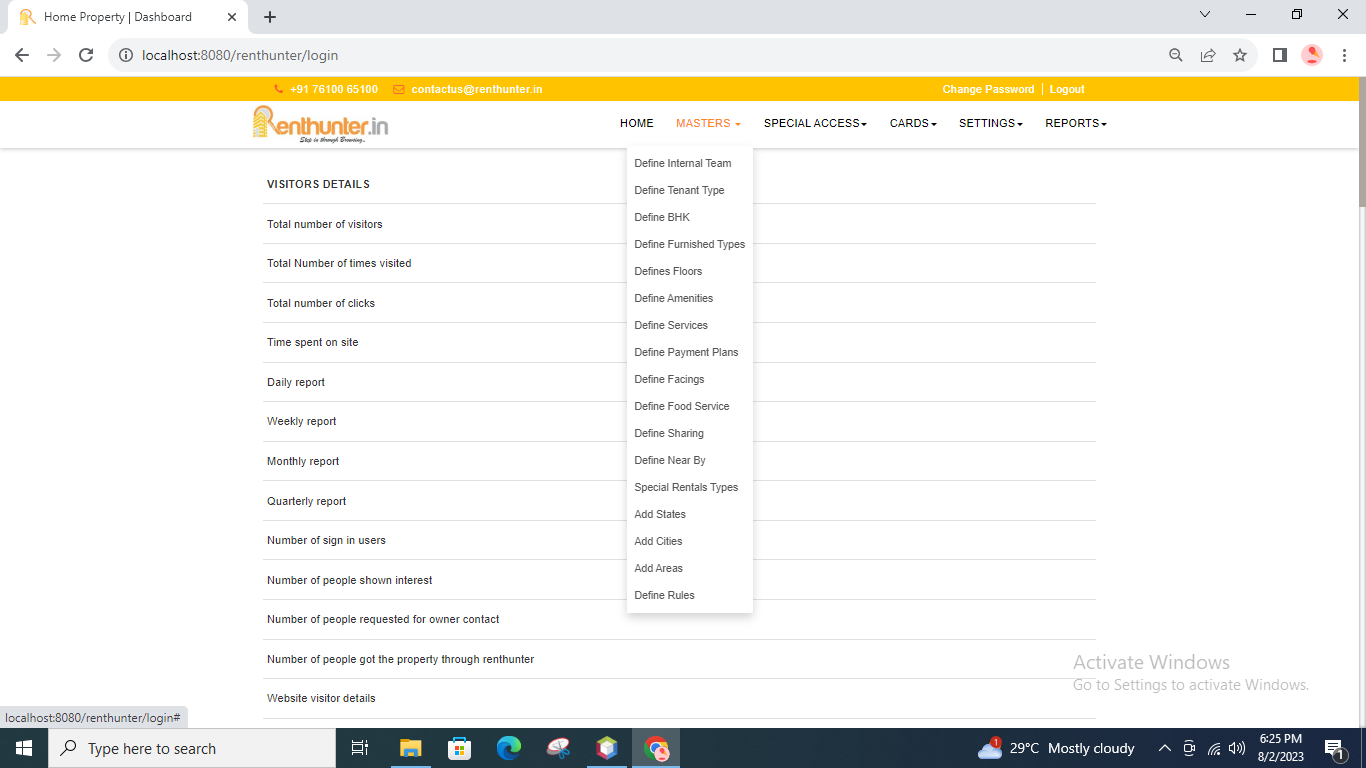 Home Property | Dashboard
localhost:8080/renthunter/login
+91 76100 65100 contactus@renthunter.in Change Password | Logout
Renthunter.in
Step in through Browsing..
HOME MASTERS SPECIAL ACCESS CARDS SETTINGS REPORTS
Define Internal Team
Define Tenant Type
Define BHK
Define Furnished Types
Defines Floors
Define Amenities
Define Services
Define Payment Plans
Define Facings
Define Food Service
Define Sharing
Define Near By
Special Rentals Types
Add States
Add Cities
Add Areas
Define Rules
VISITORS DETAILS
Total number of visitors
Total Number of times visited
Total number of clicks
Time spent on site
Daily report
Weekly report
Monthly report
Quarterly report
Number of sign in users
Number of people shown interest
Number of people requested for owner contact
Number of people got the property through renthunter
Website visitor details
Activate Windows
Go to Settings to activate Windows.
localhost:8080/renthunter/login#
Type here to search
1
29°C Mostly cloudy
6:25 PM
8/2/2023
1